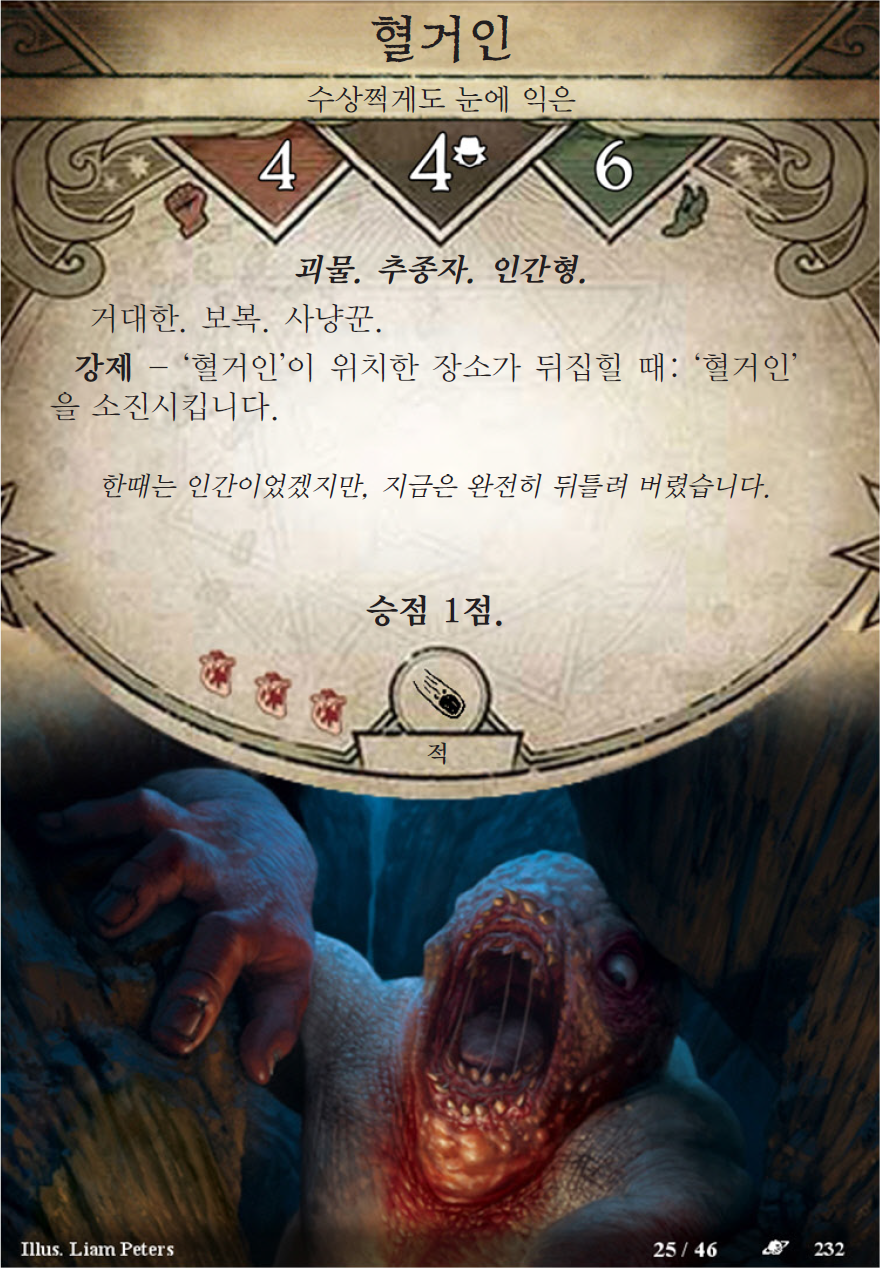 혈거인
수상쩍게도 눈에 익은
4 4 6
괴물. 추종자. 인간형.
거대한. 보복. 사냥꾼.
강제 – ‘혈거인’이 위치한 장소가 뒤집힐 때: ‘혈거인’
을 소진시킵니다.
한때는 인간이었겠지만, 지금은 완전히 뒤틀려 버렸습니다.
승점 1점.
적
Illus. Liam Peters 25 / 46 232